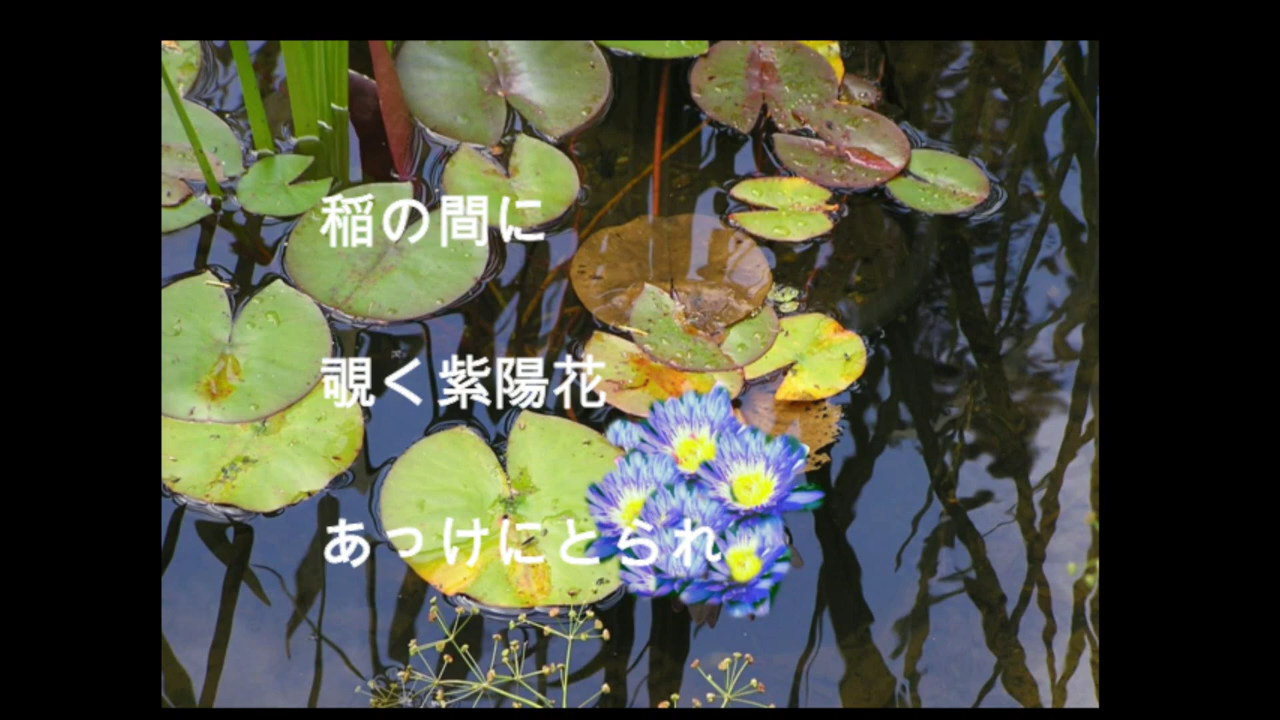 稲の間に
覗く紫陽花
あっけにとられ